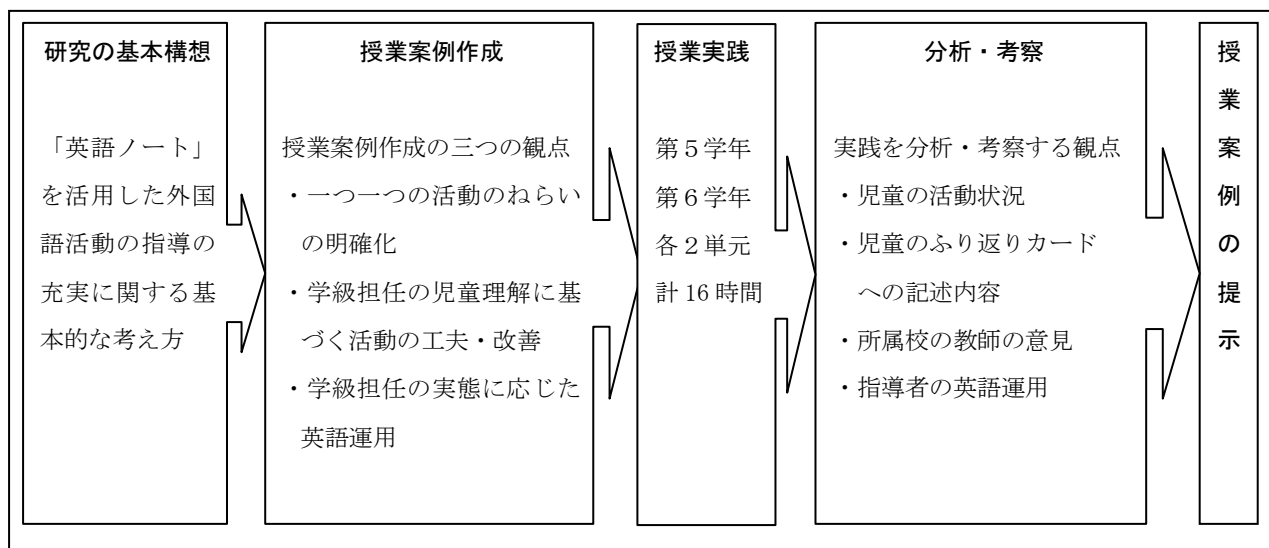 研究の基本構想
「英語ノート」
を活用した外国
語活動の指導の
充実に関する基
本的な考え方
授業案例作成
授業案例作成の三つの観点
・一つ一つの活動のねらい
の明確化
・学級担任の児童理解に基
づく活動の工夫・改善
・学級担任の実態に応じた
英語運用
授業実践
第5学年
第6学年
各2単元
計16時間
分析・考察
実践を分析・考察する観点
・児童の活動状況
・児童のふり返りカード
への記述内容
・所属校の教師の意見
・指導者の英語運用
授業案例の提示